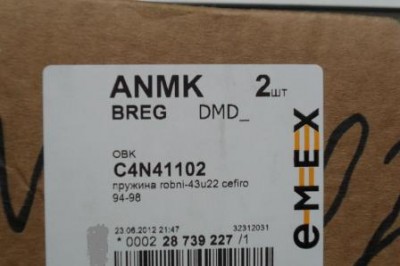 ANMK 2шт
BREG DMD_
OBK
C4N41102
пружина robni-43u22 cefiro
94-98
23.06.2012 21:47 32312031
* 0002 28 739 227 /1
eMEX